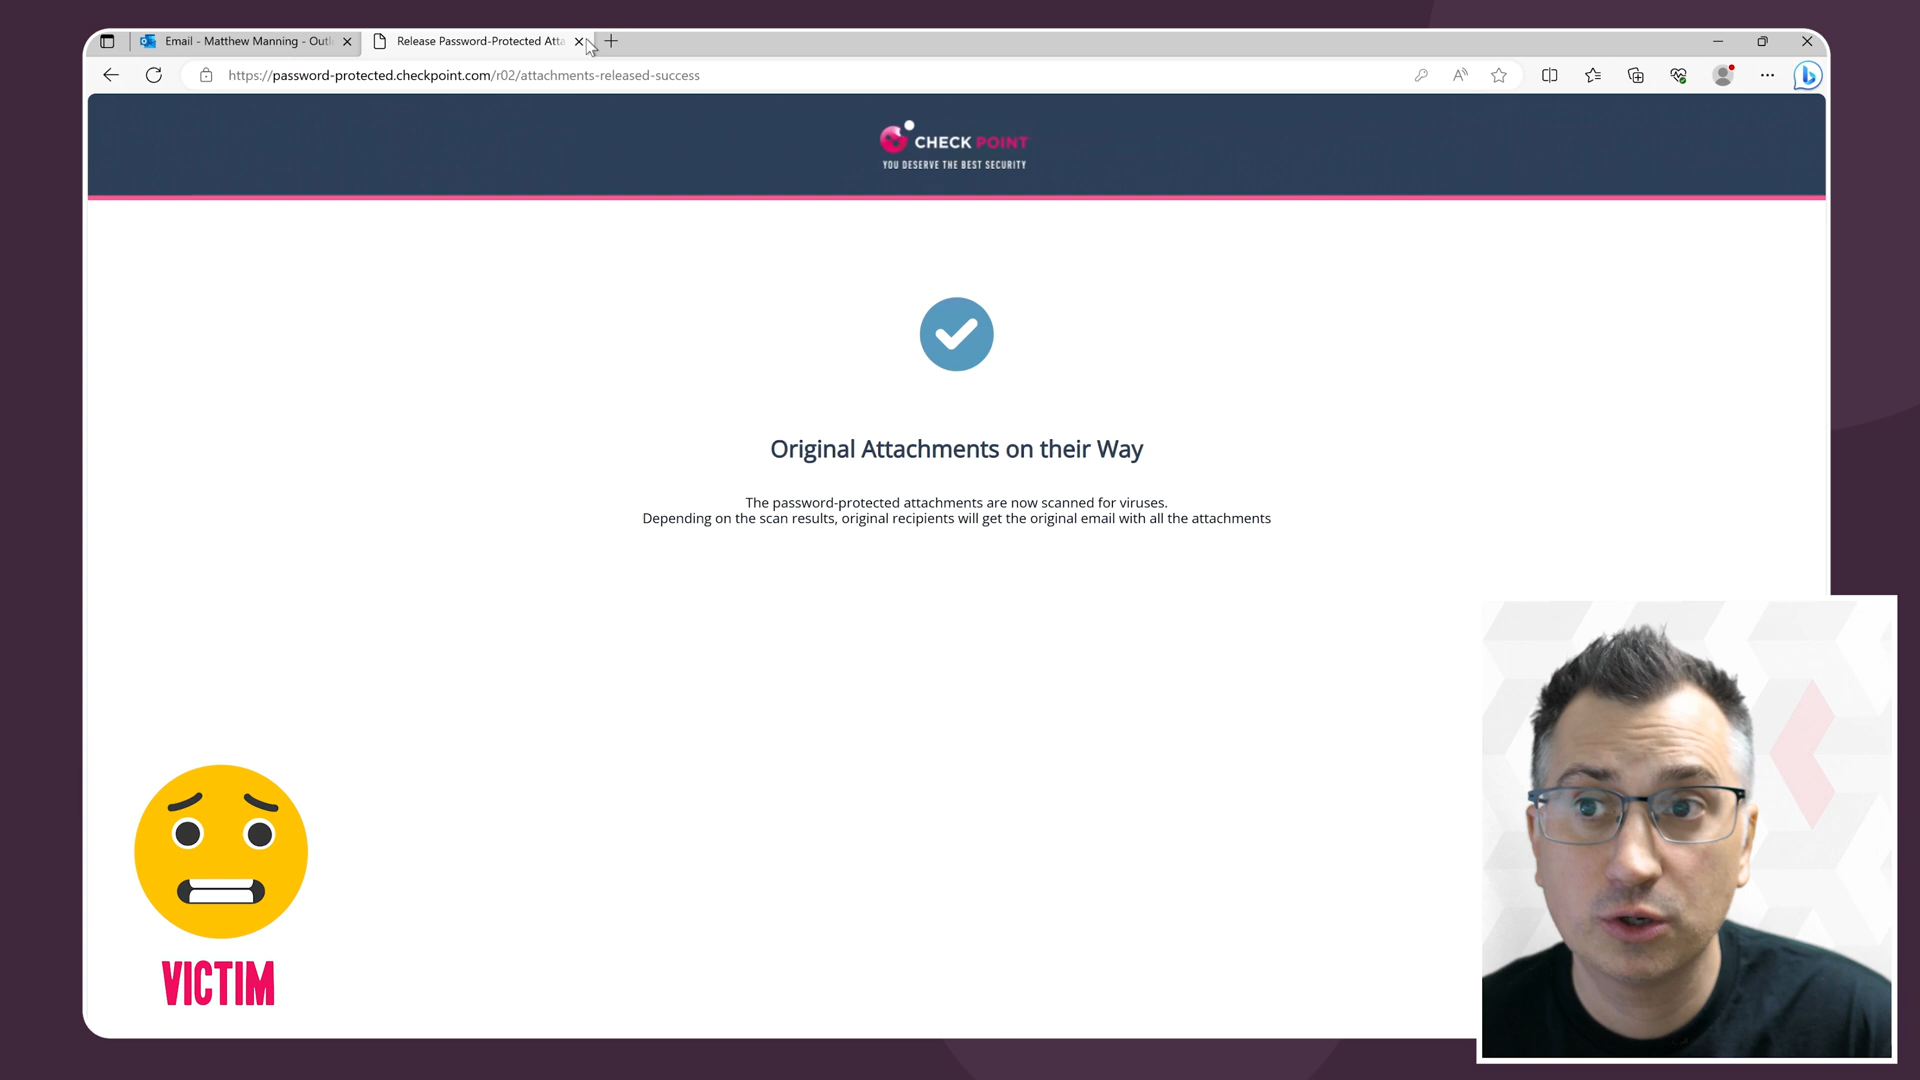 Email - Matthew Manning - Outl
Release Password-Protected Atta
https://password-protected.checkpoint.com/r02/attachments-released-success
CHECK POINT
YOU DESERVE THE BEST SECURITY
Original Attachments on their Way
The password-protected attachments are now scanned for viruses.
Depending on the scan results, original recipients will get the original email with all the attachments
VICTIM